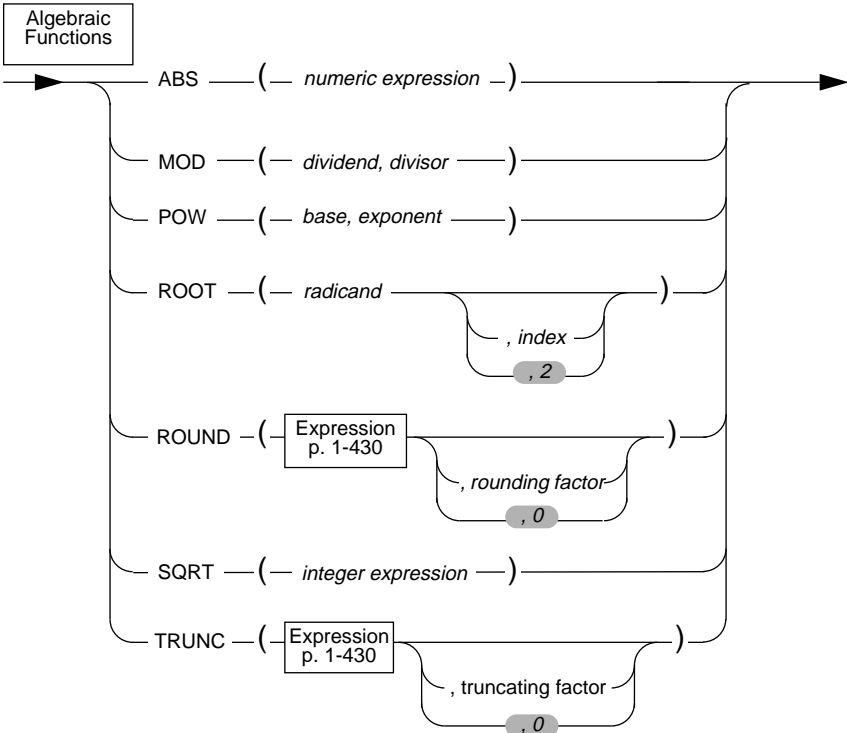 Algebraic
Functions
ABS ( numeric expression )
MOD ( dividend, divisor )
POW ( base, exponent )
ROOT ( radicand )
, index
, 2
ROUND ( Expression
p. 1-430 )
, rounding factor
, 0
SQRT ( integer expression )
TRUNC ( Expression
p. 1-430 )
, truncating factor
, 0